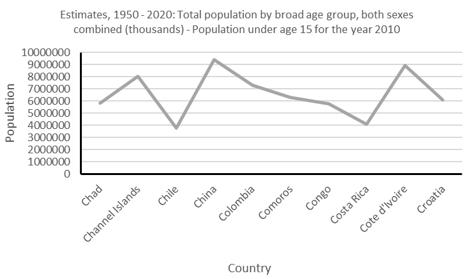 Estimates, 1950 - 2020: Total population by broad age group, both sexes
combined (thousands) - Population under age 15 for the year 2010
Population
10000000
9000000
8000000
7000000
6000000
5000000
4000000
3000000
2000000
1000000
0
Chad
Channel Islands
Chile
China
Colombia
Comoros
Congo
Costa Rica
Cote d'Ivoire
Croatia
Country